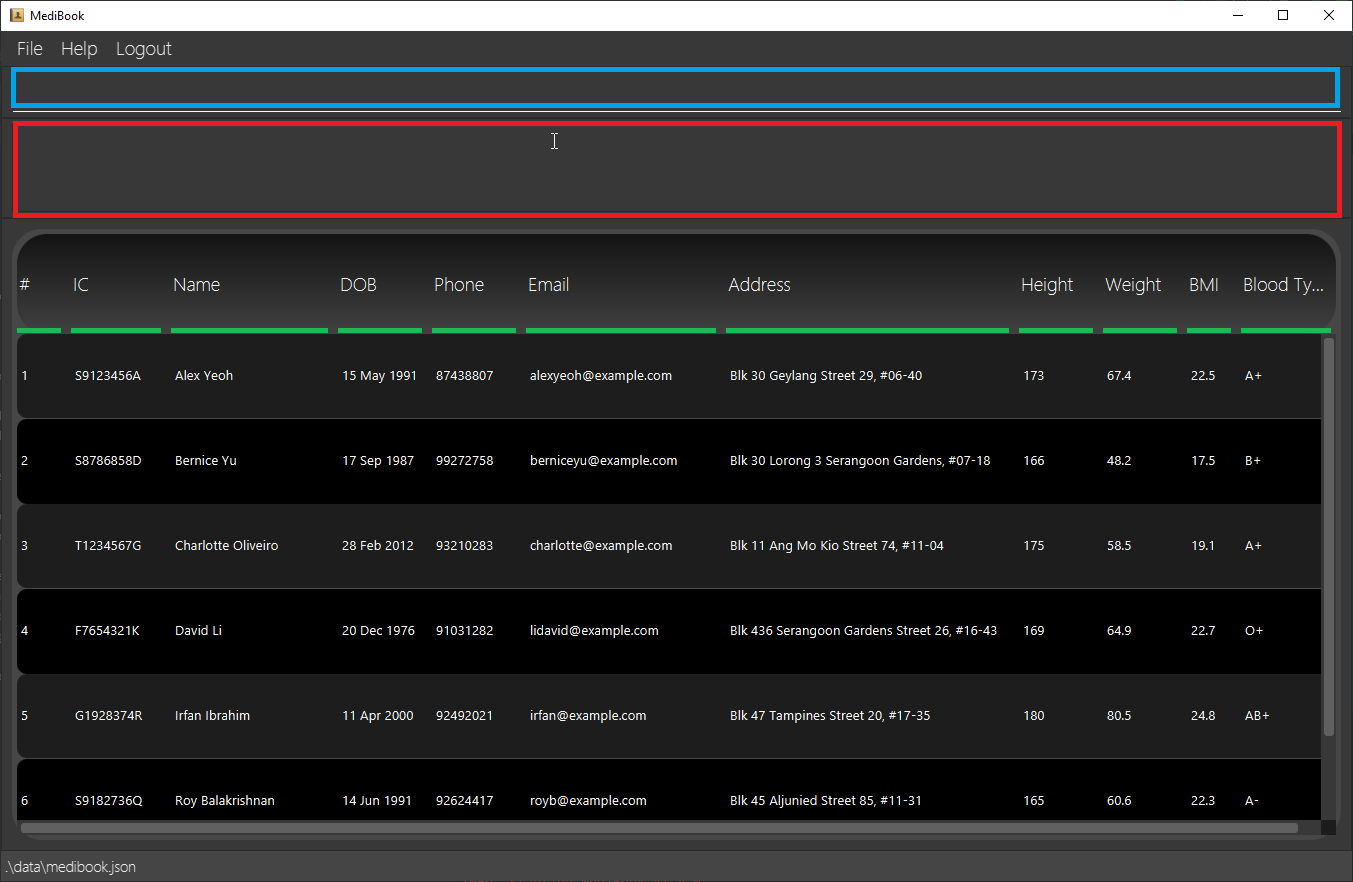 MediBook
File Help Logout
# IC Name DOB Phone Email Address Height Weight BMI Blood Ty...
1 S9123456A Alex Yeoh 15 May 1991 87438807 alexyeoh@example.com Blk 30 Geylang Street 29, #06-40 173 67.4 22.5 A+
2 S8786858D Bernice Yu 17 Sep 1987 99272758 berniceyu@example.com Blk 30 Lorong 3 Serangoon Gardens, #07-18 166 48.2 17.5 B+
3 T1234567G Charlotte Oliveiro 28 Feb 2012 93210283 charlotte@example.com Blk 11 Ang Mo Kio Street 74, #11-04 175 58.5 19.1 A+
4 F7654321K David Li 20 Dec 1976 91031282 lidavid@example.com Blk 436 Serangoon Gardens Street 26, #16-43 169 64.9 22.7 O+
5 G1928374R Irfan Ibrahim 11 Apr 2000 92492021 irfan@example.com Blk 47 Tampines Street 20, #17-35 180 80.5 24.8 AB+
6 S9182736Q Roy Balakrishnan 14 Jun 1991 92624417 royb@example.com Blk 45 Aljunied Street 85, #11-31 165 60.6 22.3 A-
.\data\medibook.json